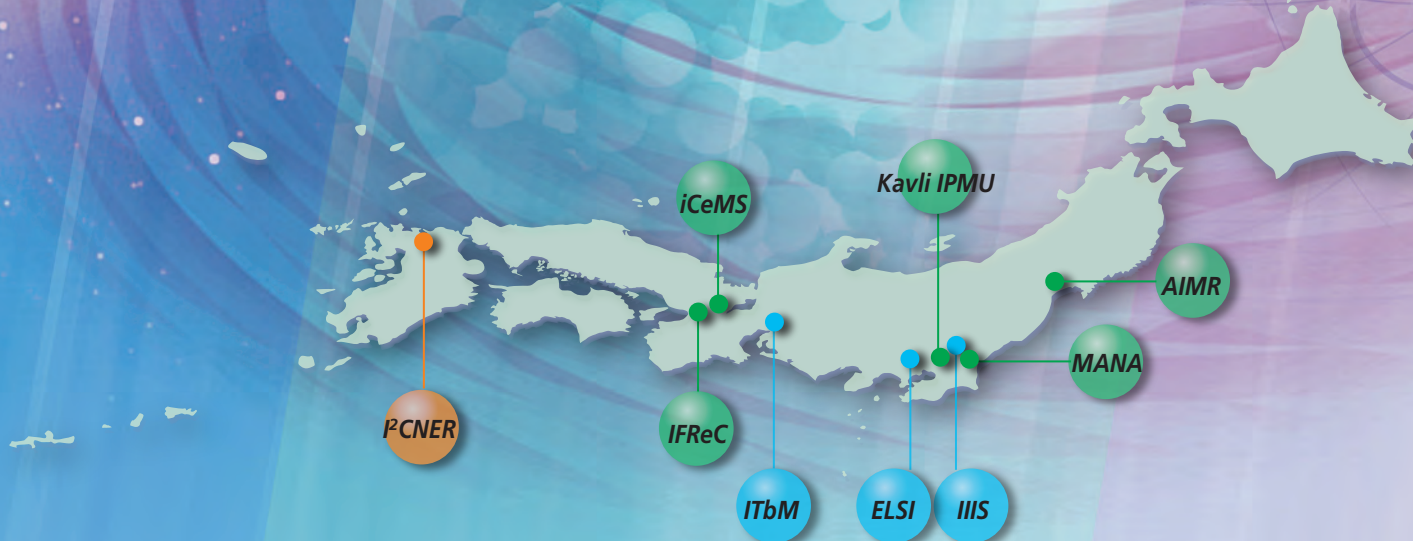 iCeMS
Kavli IPMU
AIMR
MANA
I²CNER
IFReC
ITbM
ELSI
IIIS